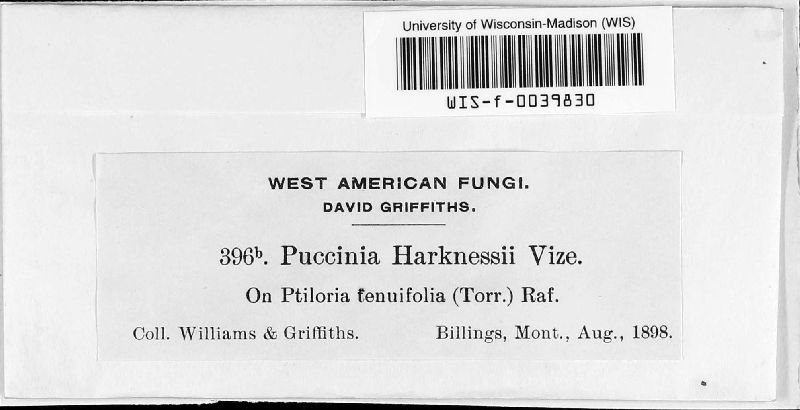 University of Wisconsin-Madison (WIS)
WIS-f-0039830
WEST AMERICAN FUNGI.
DAVID GRIFFITHS.
396ᵇ. Puccinia Harknessii Vize.
On Ptiloria tenuifolia (Torr.) Raf.
Coll. Williams & Griffiths. Billings, Mont., Aug., 1898.